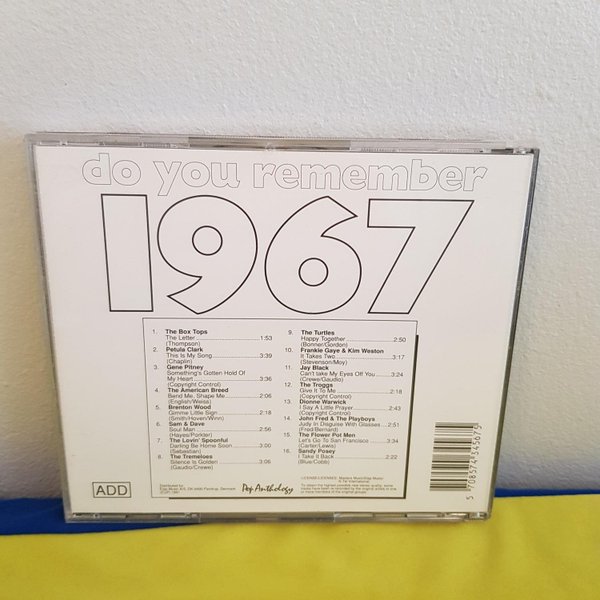 do you remember
1967
1. The Box Tops
The Letter 1:53
(Thompson)
2. Petula Clark
This Is My Song 3:39
(Chaplin)
3. Gene Pitney
Something's Gotten Hold Of
My Heart 3:36
(Copyright Control)
4. The American Breed
Bend Me, Shape Me 2:06
(English/Weiss)
5. Brenton Wood
Gimme Little Sign 2:18
(Smith/Hoven/Winn)
6. Sam & Dave
Soul Man 2:56
(Hayes/Porkter)
7. The Lovin' Spoonful
Darling Be Home Soon 3:00
(Sebastian)
8. The Tremeloes
Silence Is Golden 3:06
(Gaudio/Crewe)
9. The Turtles
Happy Together 2:50
(Bonner/Gordon)
10. Frankie Gaye & Kim Weston
It Takes Two 3:17
(Stevenson/Moy)
11. Jay Black
Can't take My Eyes Off You 3:24
(Crewe/Gaudio)
12. The Troggs
Give It To Me 2:18
(Copyright Control)
13. Dionne Warwick
I Say A Little Prayer 2:43
(Copyright Control)
14. John Fred & The Playboys
Judy In Disguise With Glasses
(Fred/Bernard)
15. The Flower Pot Men
Let's Go To San Francisco 3:44
(Carter/Lewis)
16. Sandy Posey
I Take It Back 2:22
(Blue/Cobb)
ADD
Distributed by:
Pop Anthology
5 708574 345679